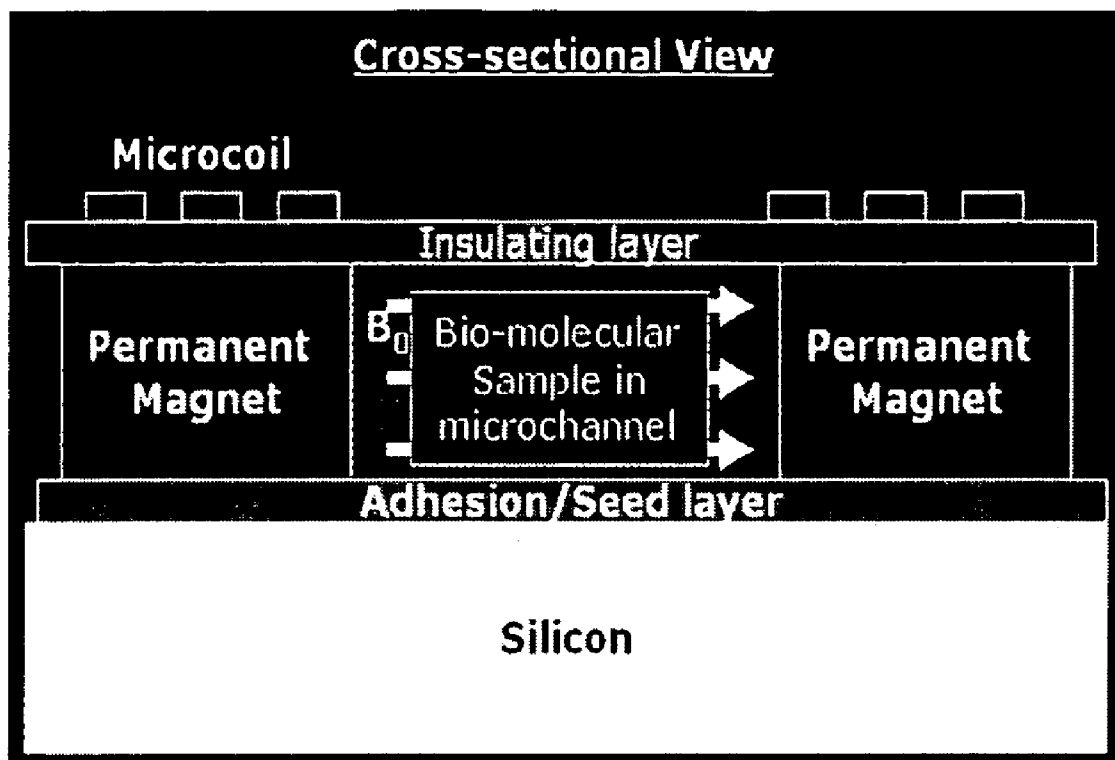 Cross-sectional View
Microcoil
Insulating layer
Permanent
Magnet
B0
Bio-molecular
Sample in
microchannel
Permanent
Magnet
Adhesion/Seed layer
Silicon